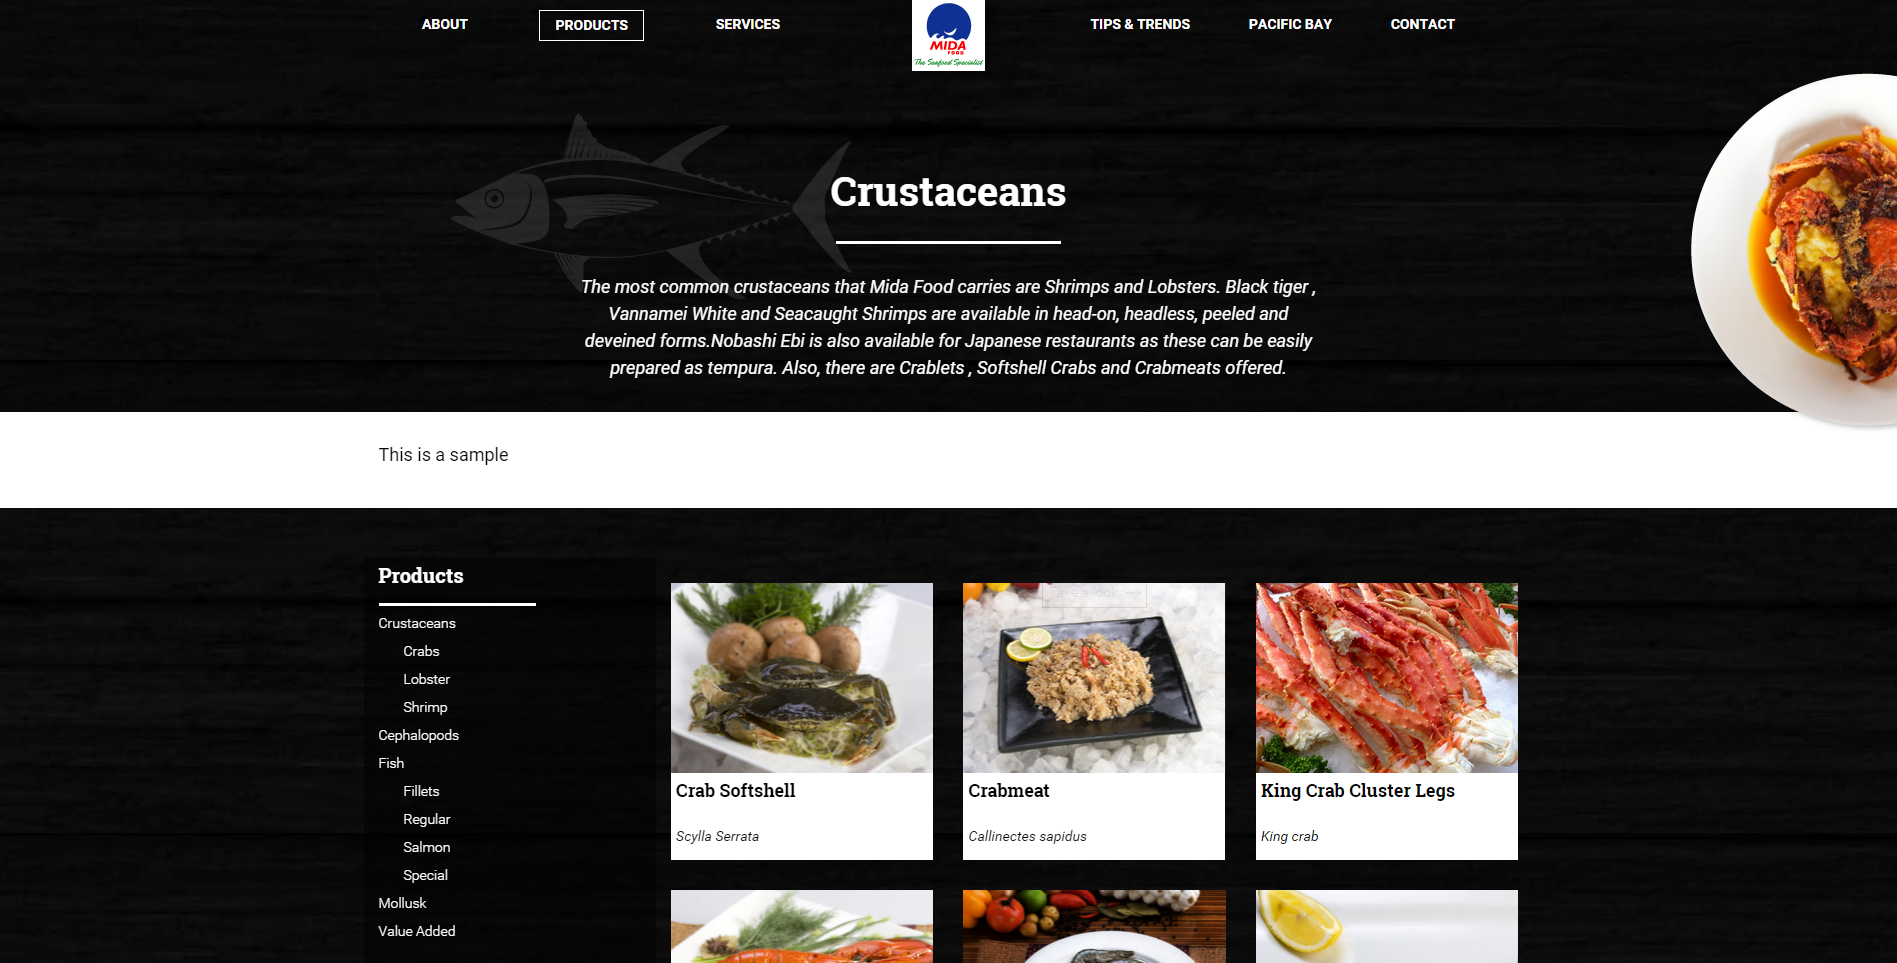 ABOUT
PRODUCTS
SERVICES
MIDA
FOOD
The Seafood Specialist
TIPS & TRENDS
PACIFIC BAY
CONTACT
Crustaceans
The most common crustaceans that Mida Food carries are Shrimps and Lobsters. Black tiger ,
Vannamei White and Seacaught Shrimps are available in head-on, headless, peeled and
deveined forms.Nobashi Ebi is also available for Japanese restaurants as these can be easily
prepared as tempura. Also, there are Crablets , Softshell Crabs and Crabmeats offered.
This is a sample
Products
Crustaceans
Crabs
Lobster
Shrimp
Cephalopods
Fish
Fillets
Regular
Salmon
Special
Mollusk
Value Added
Crab Softshell
Scylla Serrata
Crabmeat
Callinectes sapidus
King Crab Cluster Legs
King crab